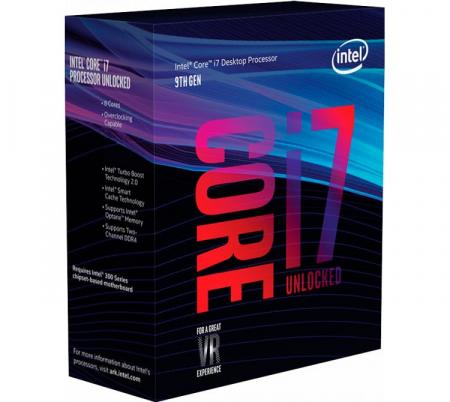 INTEL® CORE™ i7
PROCESSOR UNLOCKED
• 8 Cores
• Overclocking
Capable
• Intel® Turbo Boost
Technology 2.0
• Intel® Smart
Cache Technology
• Supports Intel®
Optane™ Memory
• Supports Two-
Channel DDR4
Requires Intel® 300 Series
chipset-based motherboard
For more information about Intel's
processors, visit ark.intel.com
Intel® Core™ i7 Desktop Processor
9TH GEN
intel
CORE
i7
UNLOCKED
FOR A GREAT
VR
EXPERIENCE